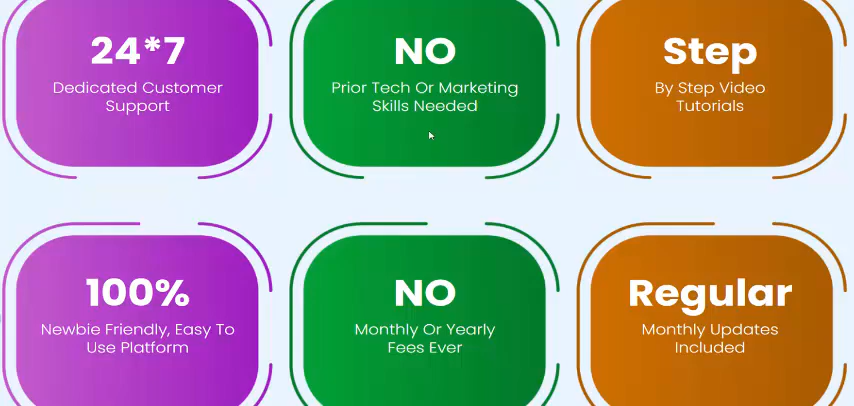 24*7
Dedicated Customer
Support
NO
Prior Tech Or Marketing
Skills Needed
Step
By Step Video
Tutorials
100%
Newbie Friendly, Easy To
Use Platform
NO
Monthly Or Yearly
Fees Ever
Regular
Monthly Updates
Included